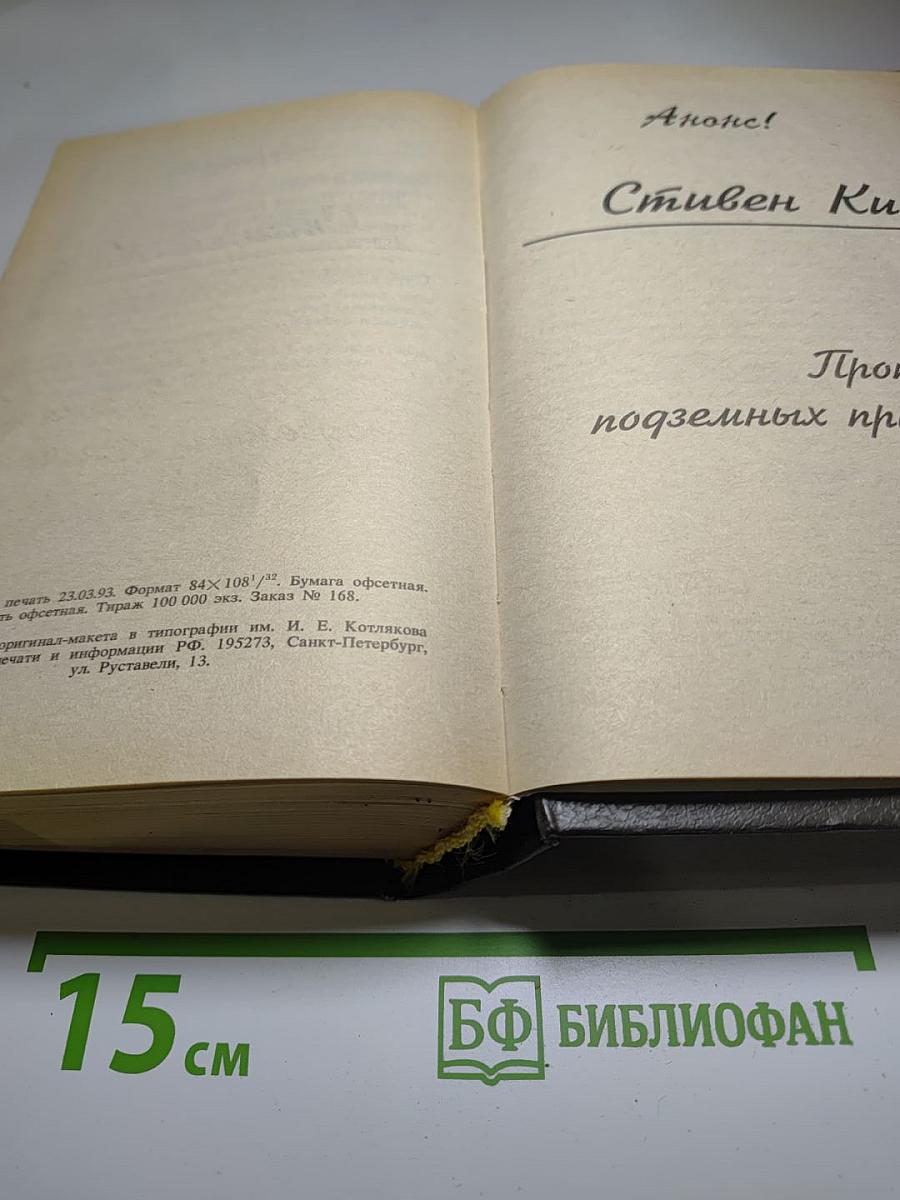 печать 23.03.93. Формат 84×108¹/³². Бумага офсетная.
ть офсетная. Тираж 100 000 экз. Заказ № 168.
оригинал-макета в типографии им. И. Е. Котлякова
печати и информации РФ. 195273, Санкт-Петербург,
ул. Руставели, 13.
Анонс!
Стивен Ки
Прок
подземных пр
15 см
БФ БИБЛИОФАН